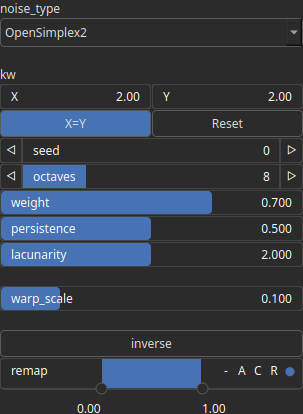 noise_type
OpenSimplex2
kw
X 2.00 Y 2.00
X=Y Reset
seed 0
octaves 8
weight 0.700
persistence 0.500
lacunarity 2.000
warp_scale 0.100
inverse
remap - A C R
0.00 1.00